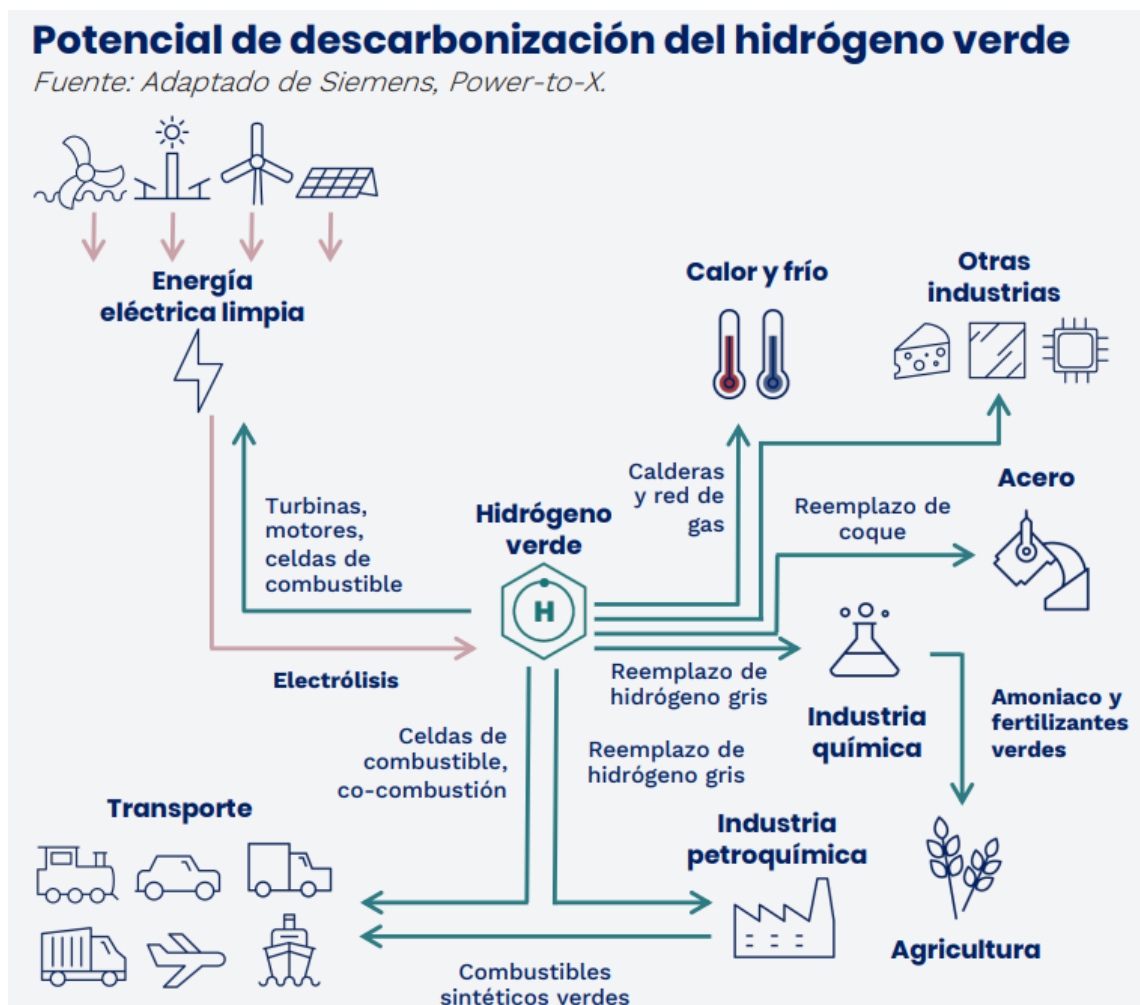 Potencial de descarbonización del hidrógeno verde
Fuente: Adaptado de Siemens, Power-to-X.
Energía
eléctrica limpia
Calor y frío
Otras
industrias
Turbinas,
motores,
celdas de
combustible
Hidrógeno
verde
H
Calderas
y red de
gas
Reemplazo de
coque
Acero
Electrólisis
Reemplazo de
hidrógeno gris
Industria
química
Amoniaco y
fertilizantes
verdes
Celdas de
combustible,
co-combustión
Reemplazo de
hidrógeno gris
Transporte
Industria
petroquímica
Agricultura
Combustibles
sintéticos verdes